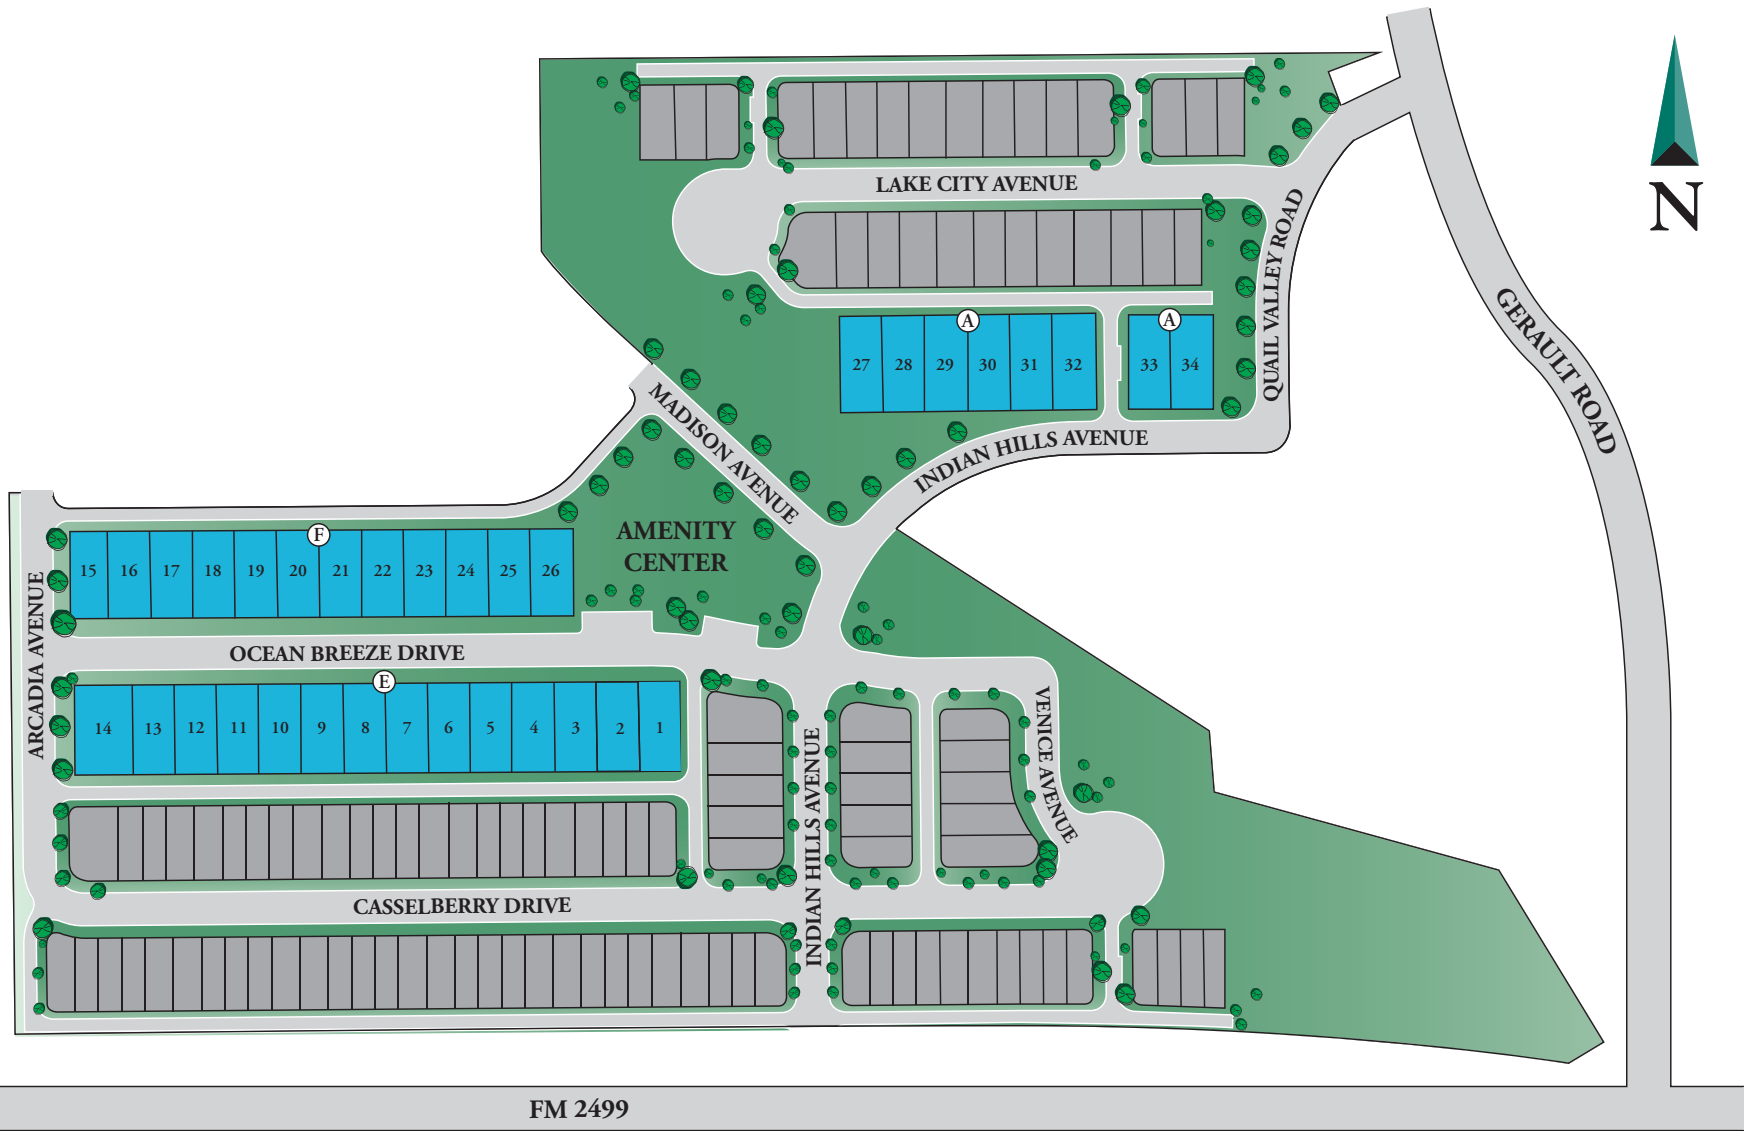 N
LAKE CITY AVENUE
QUAIL VALLEY ROAD
GERAULT ROAD
A
A
27 28 29 30 31 32
33 34
MADISON AVENUE
INDIAN HILLS AVENUE
AMENITY
CENTER
F
15 16 17 18 19 20 21 22 23 24 25 26
ARCADIA AVENUE
OCEAN BREEZE DRIVE
E
14 13 12 11 10 9 8 7 6 5 4 3 2 1
INDIAN HILLS AVENUE
VENICE AVENUE
CASSELBERRY DRIVE
FM 2499